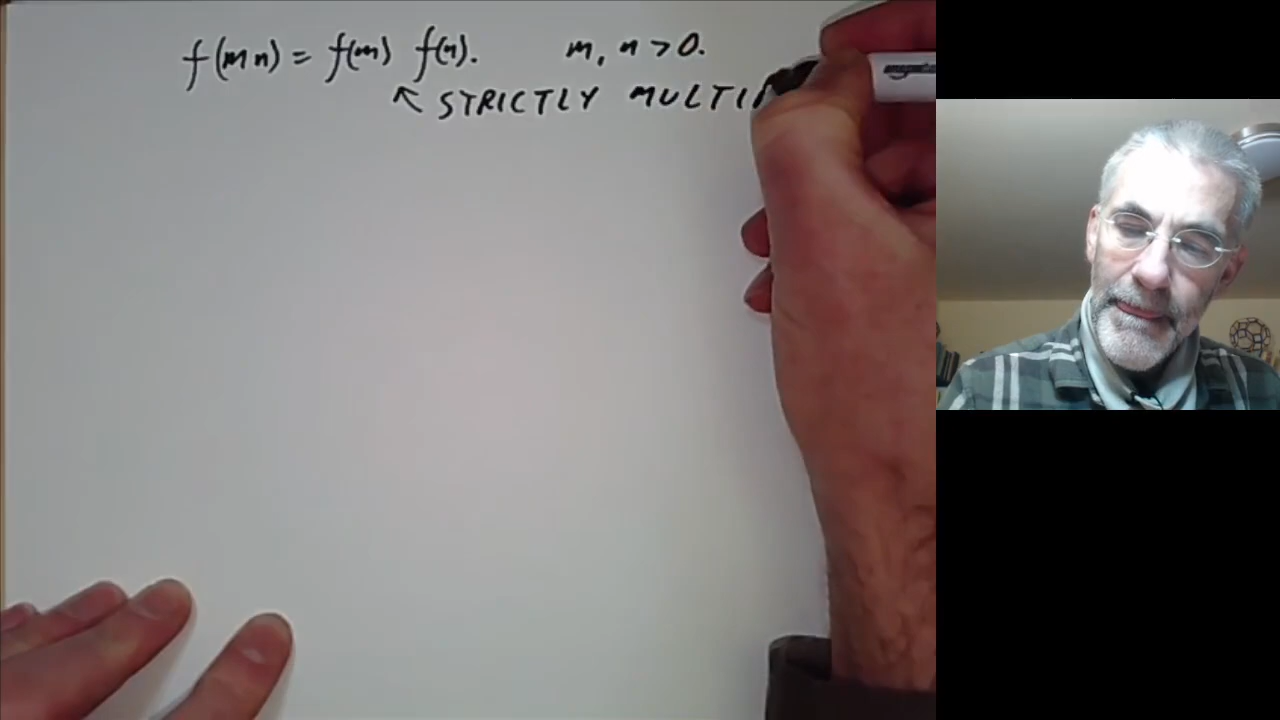 f(mn) = f(m) f(n). m, n > 0.
↖ STRICTLY